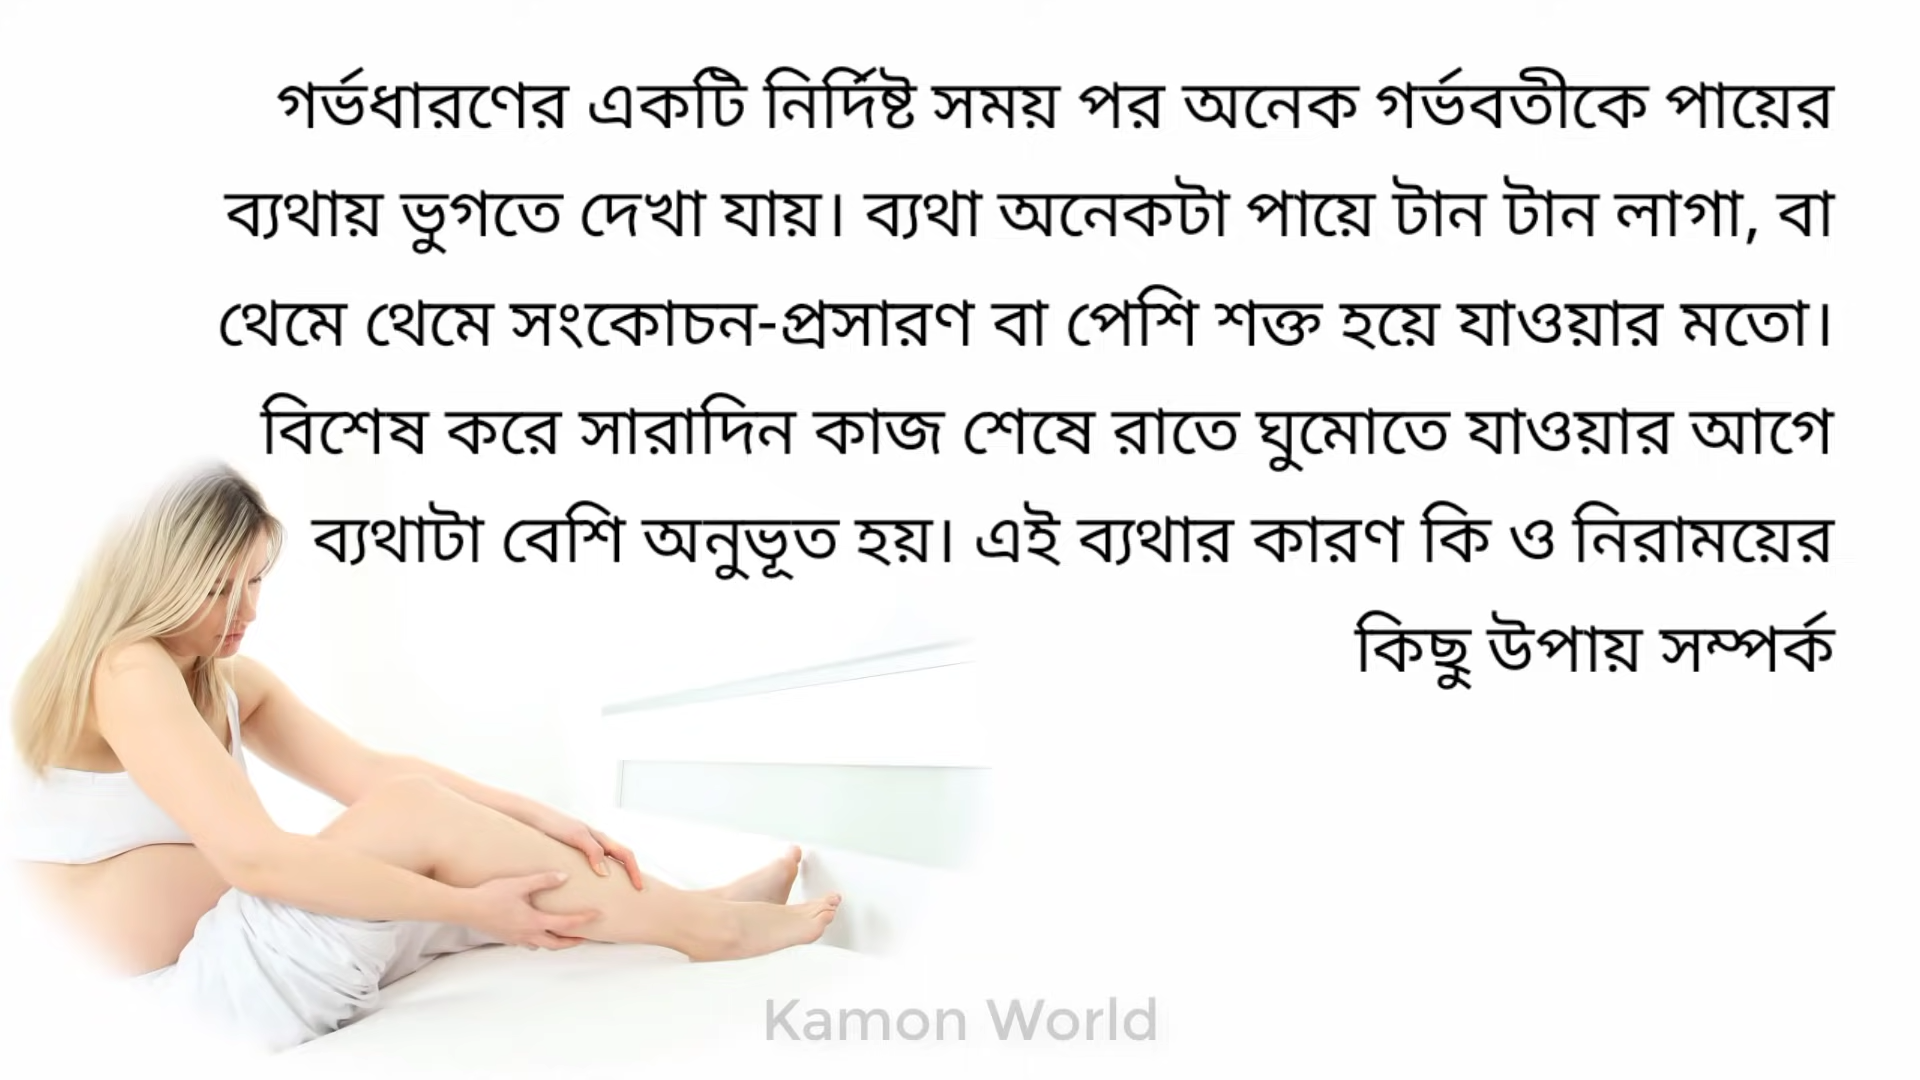 গর্ভধারণের একটি নির্দিষ্ট সময় পর অনেক গর্ভবতীকে পায়ের
ব্যথায় ভুগতে দেখা যায়। ব্যথা অনেকটা পায়ে টান টান লাগা, বা
থেমে থেমে সংকোচন-প্রসারণ বা পেশি শক্ত হয়ে যাওয়ার মতো।
বিশেষ করে সারাদিন কাজ শেষে রাতে ঘুমোতে যাওয়ার আগে
ব্যথাটা বেশি অনুভূত হয়। এই ব্যথার কারণ কি ও নিরাময়ের
কিছু উপায় সম্পর্ক
Kamon World